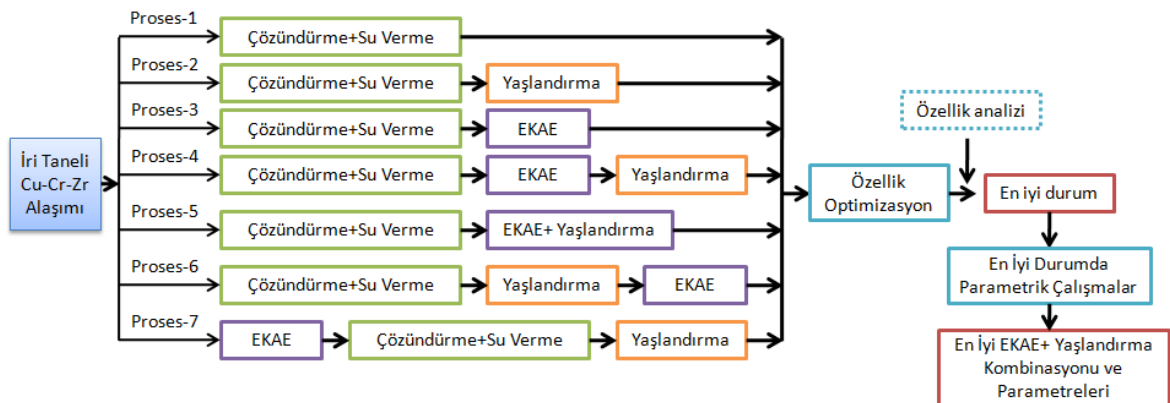 Proses-1
Çözündürme+Su Verme
Proses-2
Çözündürme+Su Verme
Yaşlandırma
Proses-3
Çözündürme+Su Verme
EKAE
Proses-4
Çözündürme+Su Verme
EKAE
Yaşlandırma
Proses-5
Çözündürme+Su Verme
EKAE+ Yaşlandırma
Proses-6
Çözündürme+Su Verme
Yaşlandırma
EKAE
Proses-7
EKAE
Çözündürme+Su Verme
Yaşlandırma
İri Taneli
Cu-Cr-Zr
Alaşımı
Özellik
Optimizasyon
Özellik analizi
En iyi durum
En İyi Durumda
Parametrik Çalışmalar
En İyi EKAE+ Yaşlandırma
Kombinasyonu ve
Parametreleri